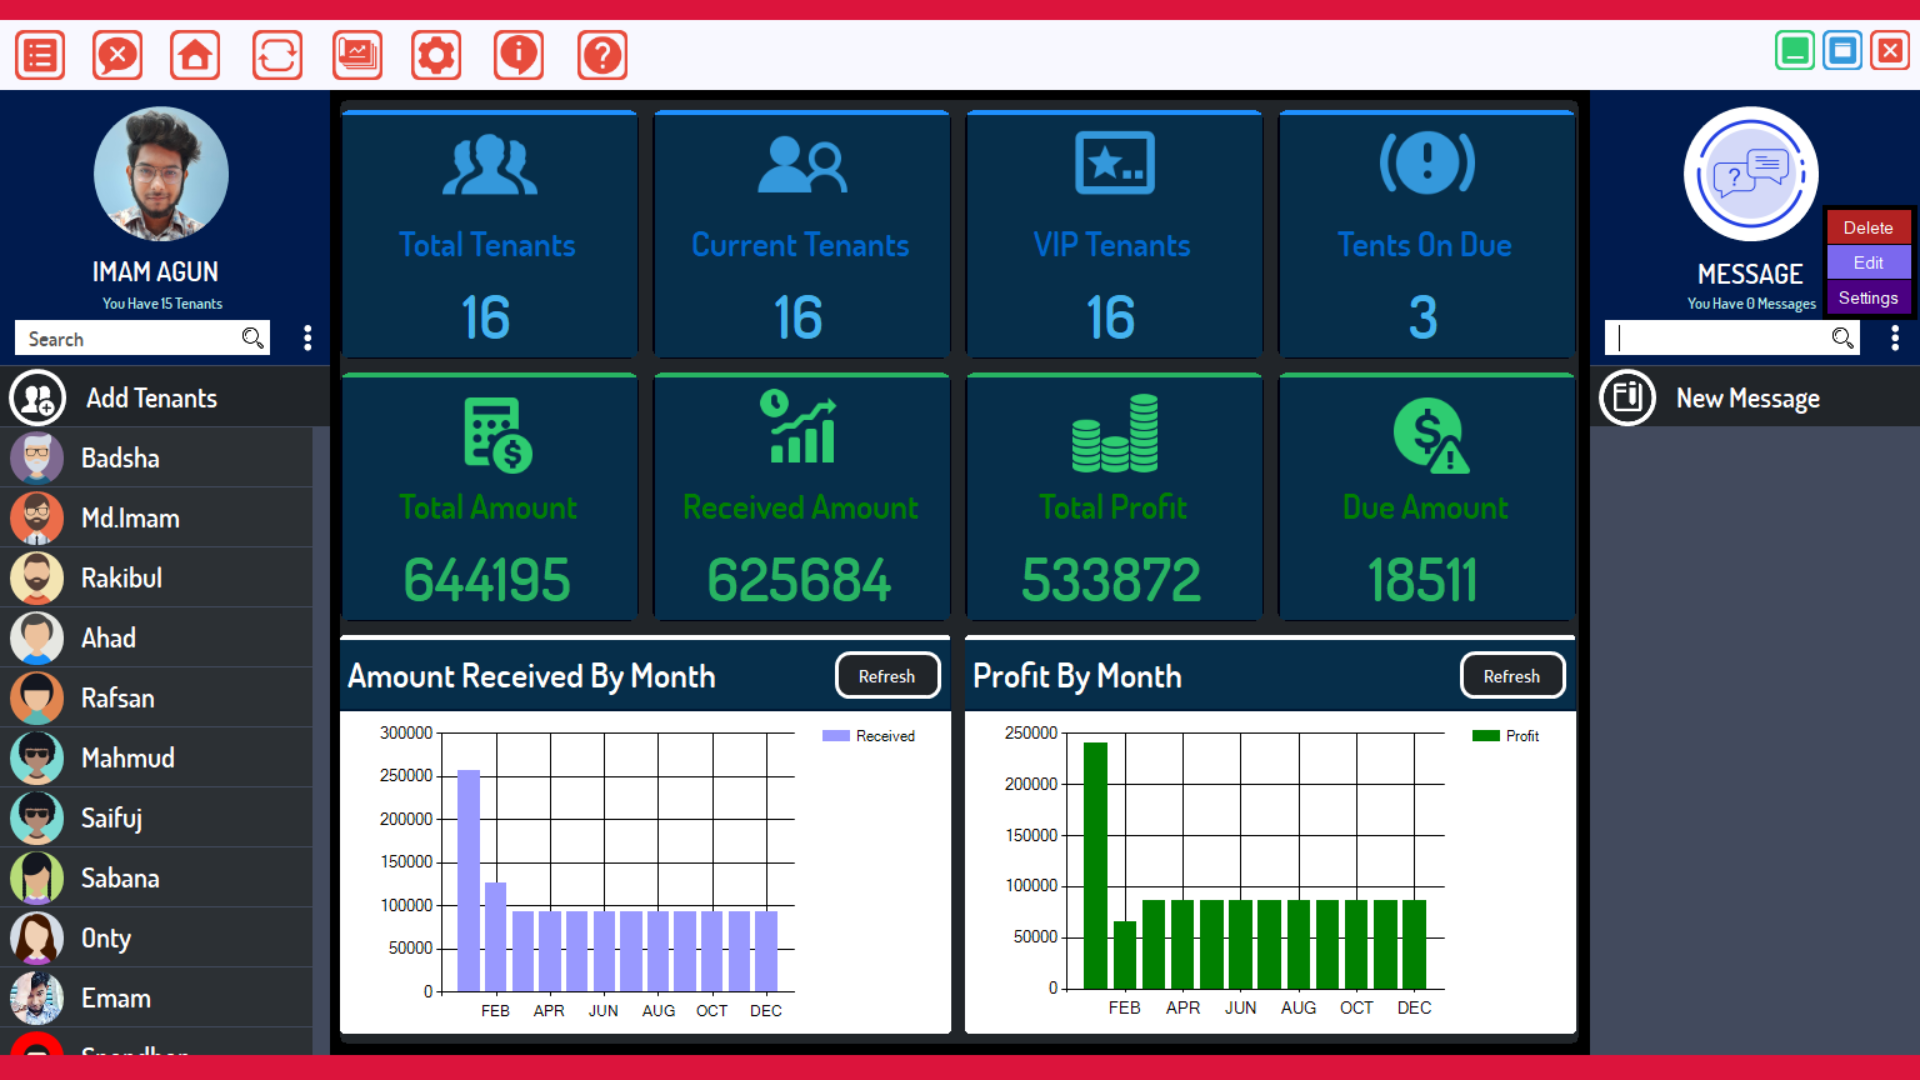 IMAM AGUN
You Have 15 Tenants
Search
Add Tenants
Badsha
Md.Imam
Rakibul
Ahad
Rafsan
Mahmud
Saifuj
Sabana
Onty
Emam
Total Tenants
16
Current Tenants
16
VIP Tenants
16
Tents On Due
3
Total Amount
644195
Received Amount
625684
Total Profit
533872
Due Amount
18511
Amount Received By Month
Refresh
300000
250000
200000
150000
100000
50000
0
FEB APR JUN AUG OCT DEC
Received
Profit By Month
Refresh
250000
200000
150000
100000
50000
0
FEB APR JUN AUG OCT DEC
Profit
MESSAGE
You Have 0 Messages
Delete
Edit
Settings
New Message